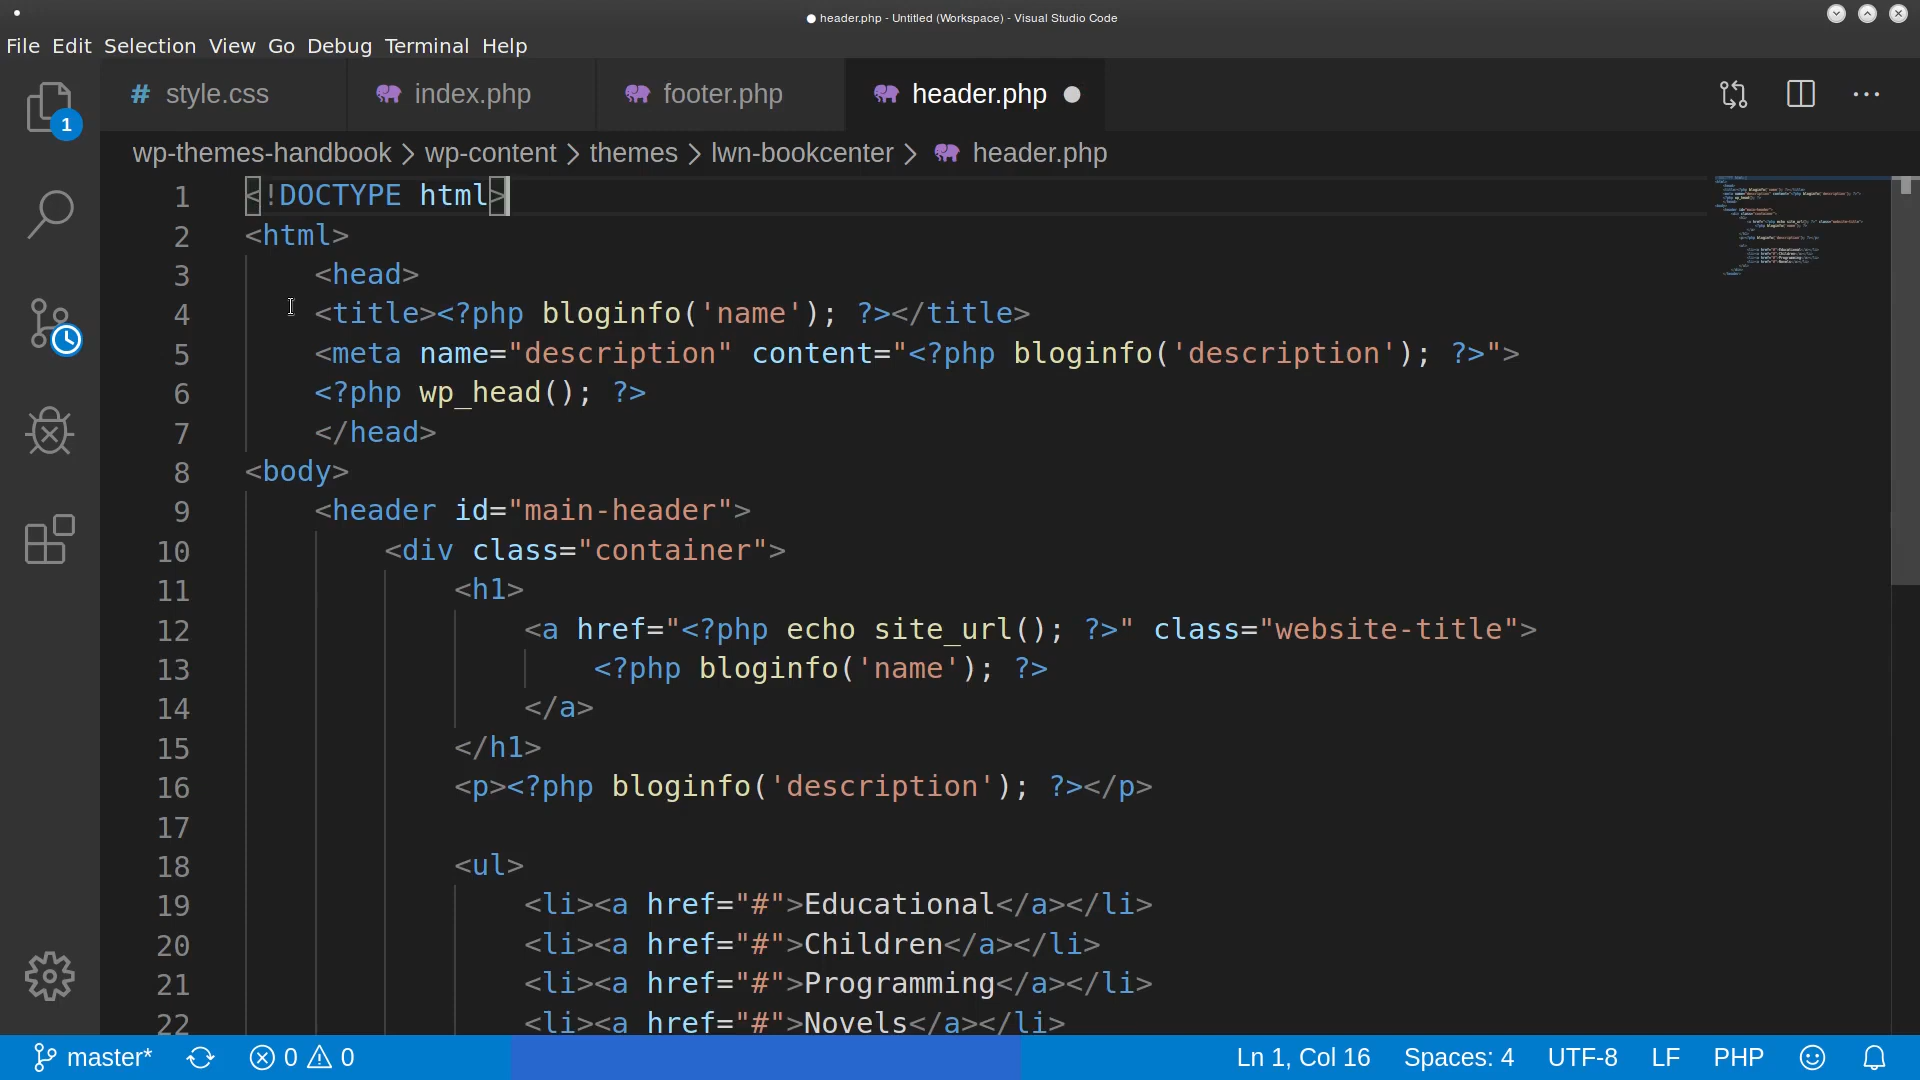 ● header.php - Untitled (Workspace) - Visual Studio Code
File Edit Selection View Go Debug Terminal Help
# style.css index.php footer.php header.php ●
1
wp-themes-handbook > wp-content > themes > lwn-bookcenter > header.php
1 <!DOCTYPE html>
2 <html>
3 <head>
4 <title><?php bloginfo('name'); ?></title>
5 <meta name="description" content="<?php bloginfo('description'); ?>">
6 <?php wp_head(); ?>
7 </head>
8 <body>
9 <header id="main-header">
10 <div class="container">
11 <h1>
12 <a href="<?php echo site_url(); ?>" class="website-title">
13 <?php bloginfo('name'); ?>
14 </a>
15 </h1>
16 <p><?php bloginfo('description'); ?></p>
17
18 <ul>
19 <li><a href="#">Educational</a></li>
20 <li><a href="#">Children</a></li>
21 <li><a href="#">Programming</a></li>
22 <li><a href="#">Novels</a></li>
master* 0 0 Ln 1, Col 16 Spaces: 4 UTF-8 LF PHP